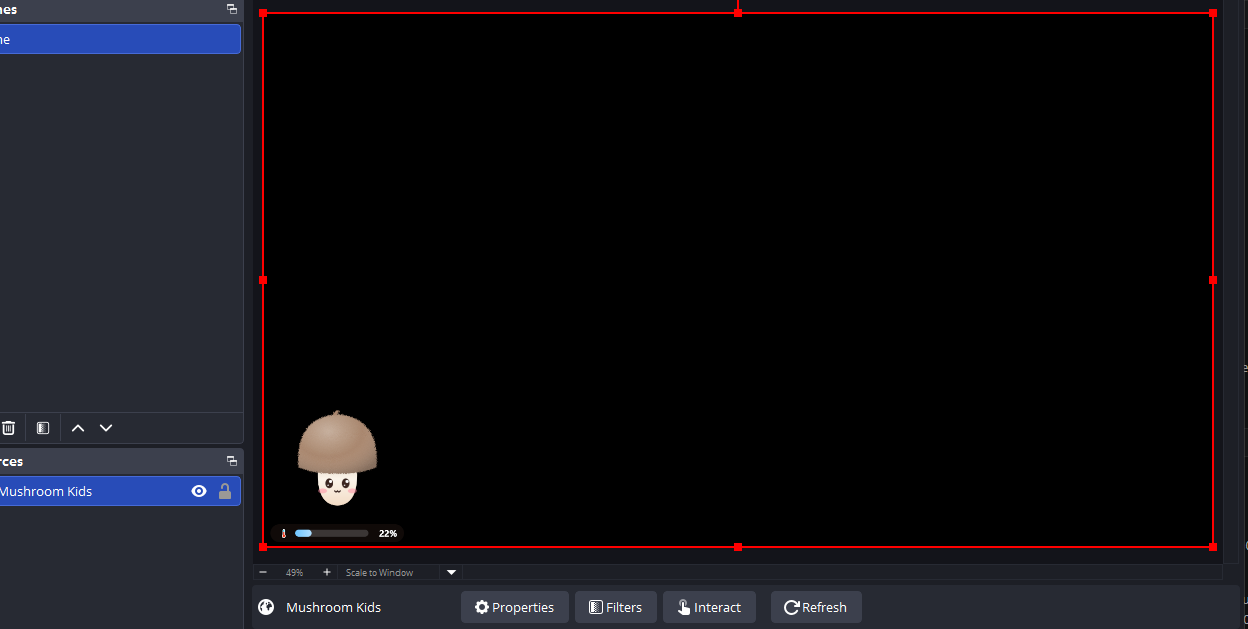 nes
ne
rces
Mushroom Kids
22%
49%
Scale to Window
Mushroom Kids
Properties
Filters
Interact
Refresh